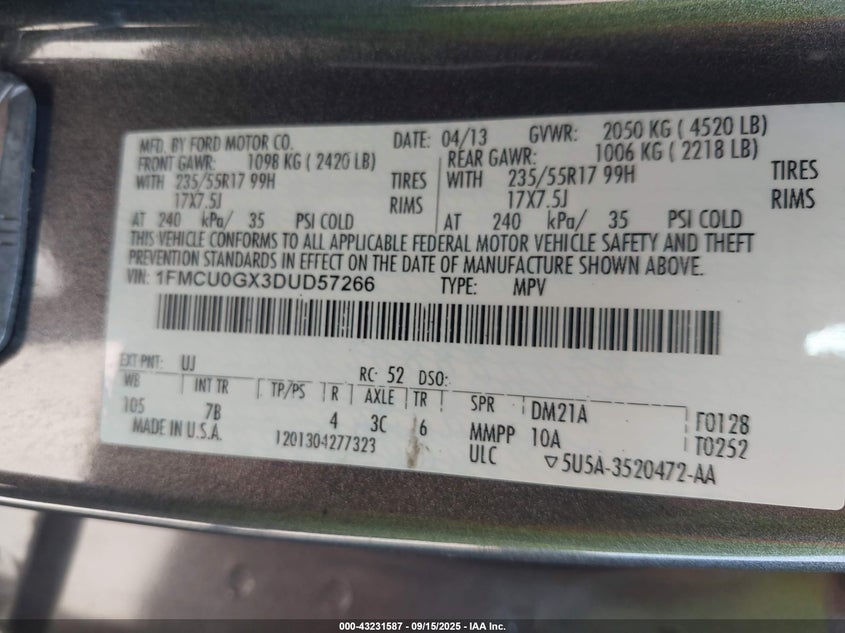 MFD. BY FORD MOTOR CO. DATE: 04/13 GVWR: 2050 KG ( 4520 LB)
FRONT GAWR: 1098 KG ( 2420 LB) REAR GAWR: 1006 KG ( 2218 LB)
WITH 235/55R17 99H TIRES WITH 235/55R17 99H TIRES
17X7.5J RIMS 17X7.5J RIMS
AT 240 kPa/ 35 PSI COLD AT 240 kPa/ 35 PSI COLD
THIS VEHICLE CONFORMS TO ALL APPLICABLE FEDERAL MOTOR VEHICLE SAFETY AND THEFT
PREVENTION STANDARDS IN EFFECT ON THE DATE OF MANUFACTURE SHOWN ABOVE.
VIN: 1FMCU0GX3DUD57266 TYPE: MPV
EXT PNT: UJ RC: 52 DSO:
WB INT TR TP/PS R AXLE TR SPR DM21A F0128
105 7B 4 3C 6 MMPP 10A T0252
MADE IN U.S.A. 1201304277323 ULC ▽5U5A-3520472-AA
000-43231587 - 09/15/2025 - IAA Inc.